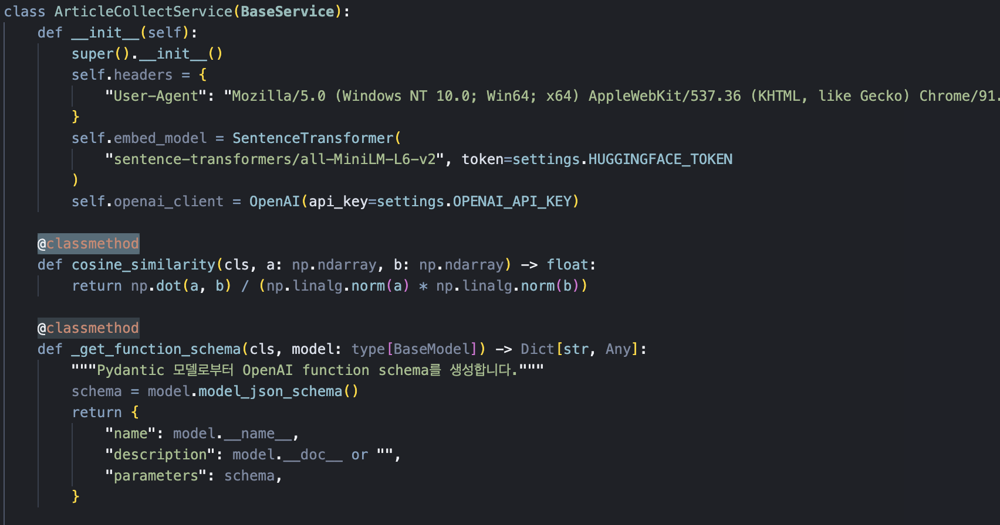 class ArticleCollectService(BaseService):
    def __init__(self):
        super().__init__()
        self.headers = {
            "User-Agent": "Mozilla/5.0 (Windows NT 10.0; Win64; x64) AppleWebKit/537.36 (KHTML, like Gecko) Chrome/91.
        }
        self.embed_model = SentenceTransformer(
            "sentence-transformers/all-MiniLM-L6-v2", token=settings.HUGGINGFACE_TOKEN
        )
        self.openai_client = OpenAI(api_key=settings.OPENAI_API_KEY)

    @classmethod
    def cosine_similarity(cls, a: np.ndarray, b: np.ndarray) -> float:
        return np.dot(a, b) / (np.linalg.norm(a) * np.linalg.norm(b))

    @classmethod
    def _get_function_schema(cls, model: type[BaseModel]) -> Dict[str, Any]:
        """Pydantic 모델로부터 OpenAI function schema를 생성합니다."""
        schema = model.model_json_schema()
        return {
            "name": model.__name__,
            "description": model.__doc__ or "",
            "parameters": schema,
        }